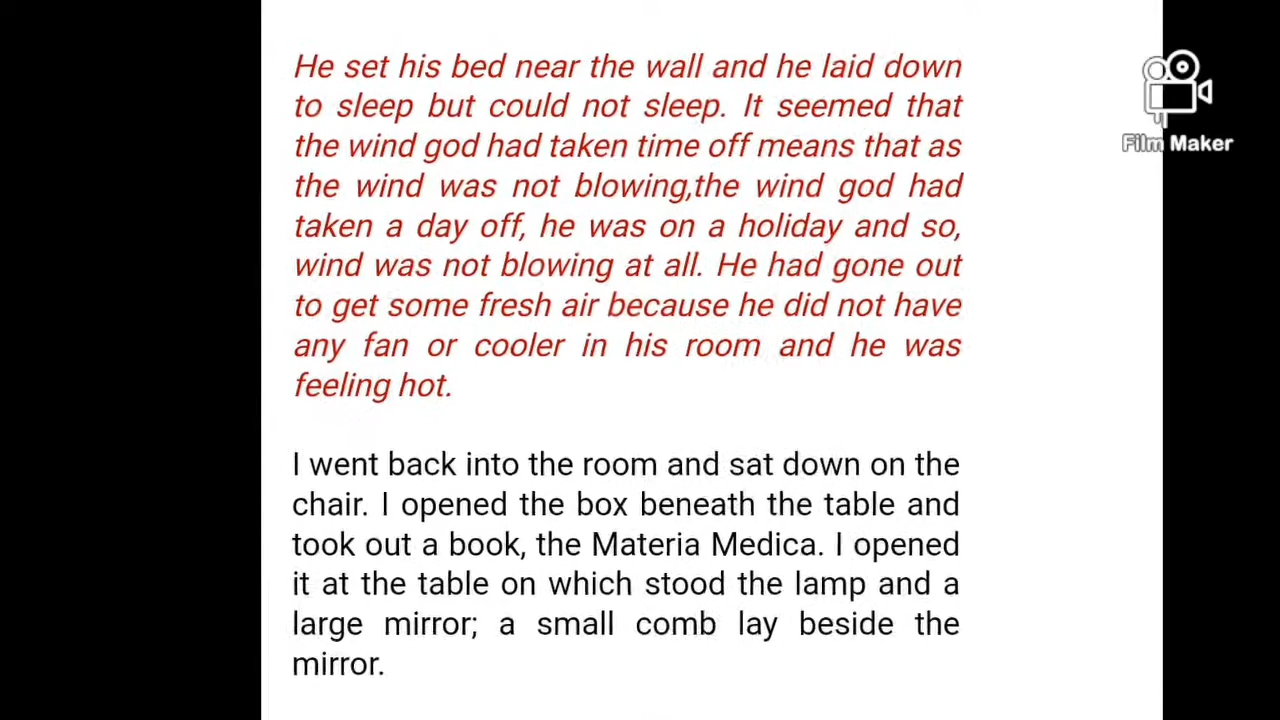 He set his bed near the wall and he laid down
to sleep but could not sleep. It seemed that
the wind god had taken time off means that as
the wind was not blowing,the wind god had
taken a day off, he was on a holiday and so,
wind was not blowing at all. He had gone out
to get some fresh air because he did not have
any fan or cooler in his room and he was
feeling hot.
I went back into the room and sat down on the
chair. I opened the box beneath the table and
took out a book, the Materia Medica. I opened
it at the table on which stood the lamp and a
large mirror; a small comb lay beside the
mirror.
Film Maker